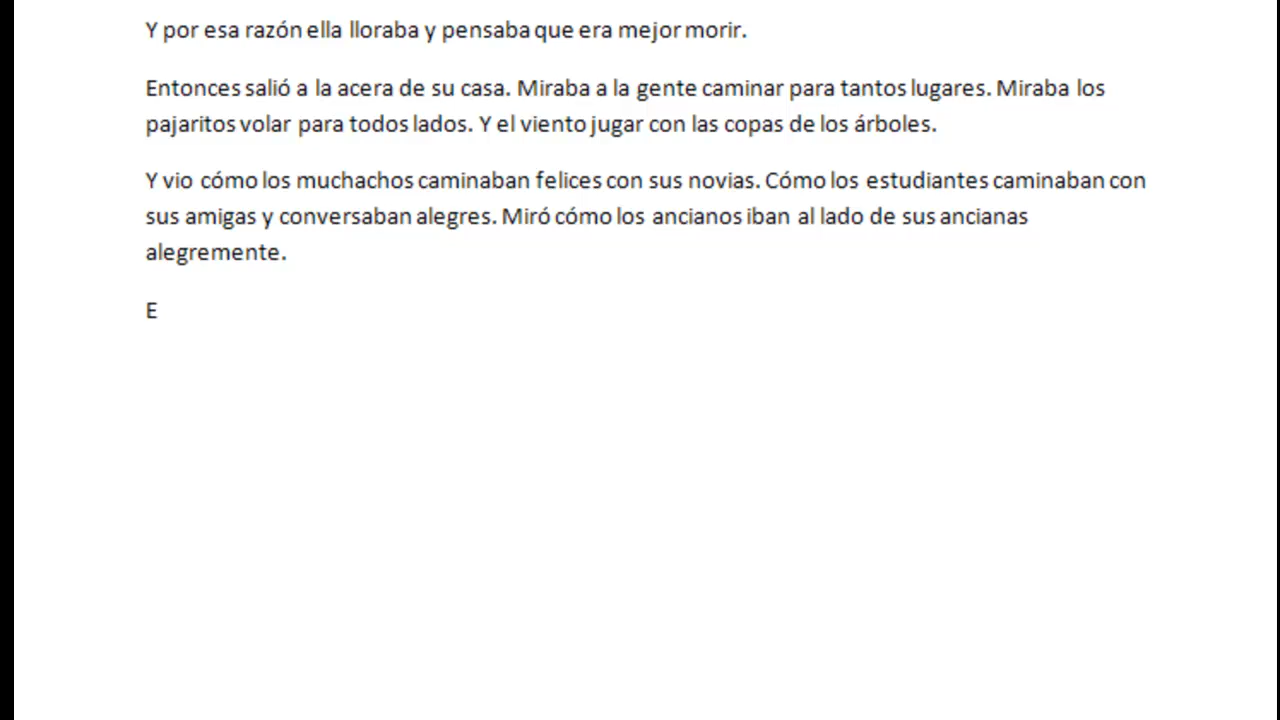 Y por esa razón ella lloraba y pensaba que era mejor morir.
Entonces salió a la acera de su casa. Miraba a la gente caminar para tantos lugares. Miraba los
pajaritos volar para todos lados. Y el viento jugar con las copas de los árboles.
Y vio cómo los muchachos caminaban felices con sus novias. Cómo los estudiantes caminaban con
sus amigas y conversaban alegres. Miró cómo los ancianos iban al lado de sus ancianas
alegremente.
E